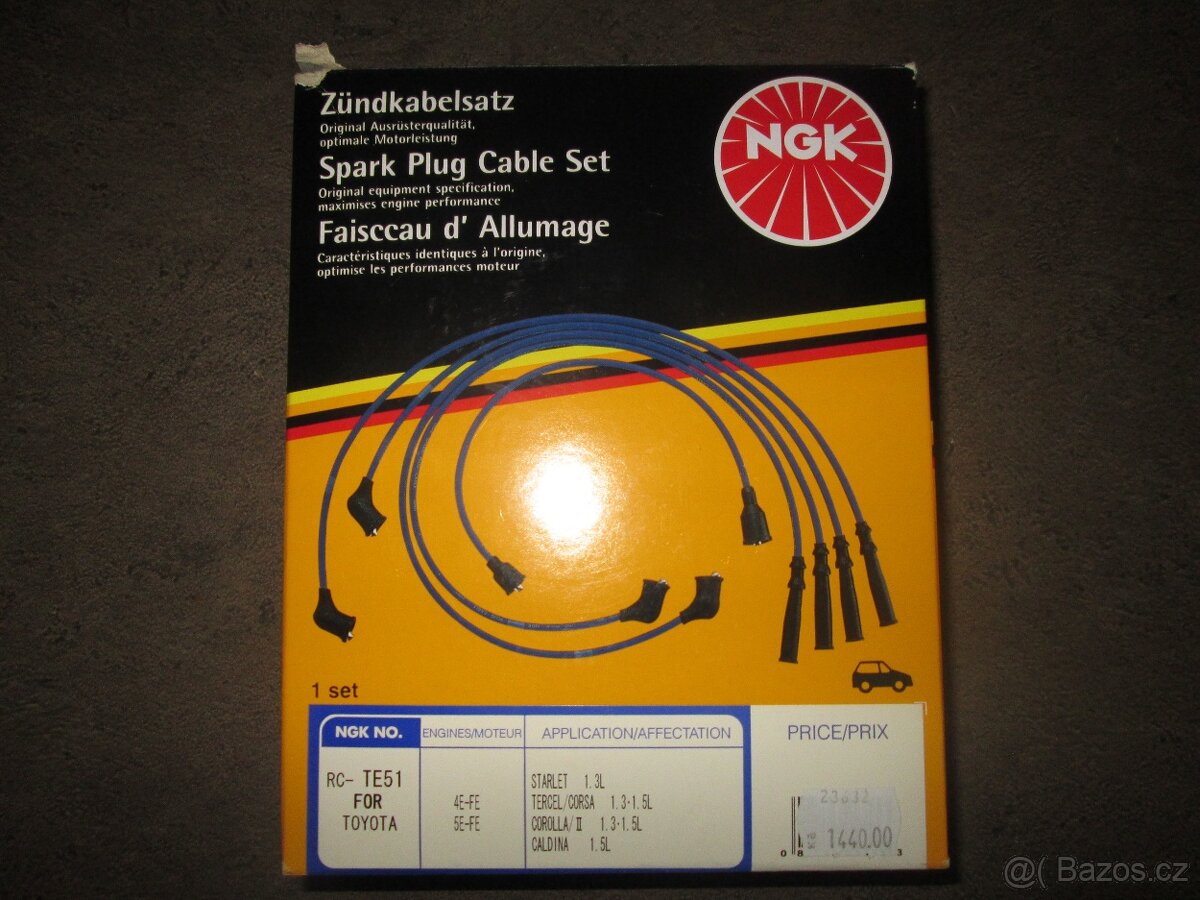 Zündkabelsatz
Original Ausrüsterqualität,
optimale Motorleistung
Spark Plug Cable Set
Original equipment specification,
maximises engine performance
Faisccau d' Allumage
Caractéristiques identiques à l'origine,
optimise les performances moteur
NGK
1 set
NGK NO. ENGINES/MOTEUR APPLICATION/AFFECTATION PRICE/PRIX
RC- TE51
FOR
TOYOTA
4E-FE
5E-FE
STARLET 1.3L
TERCEL/CORSA 1.3·1.5L
COROLLA/Ⅱ 1.3·1.5L
CALDINA 1.5L
1440.00
@( Bazos.cz